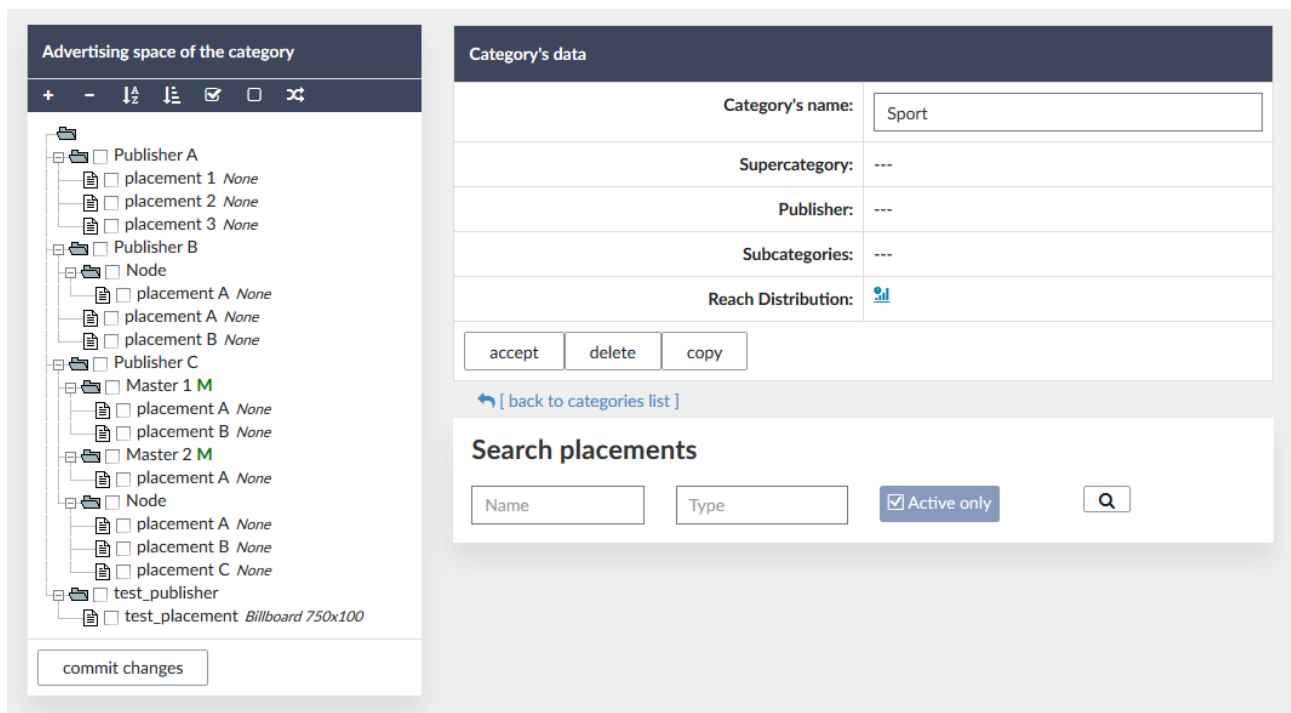 Advertising space of the category
Publisher A
placement 1 None
placement 2 None
placement 3 None
Publisher B
Node
placement A None
placement A None
placement B None
Publisher C
Master 1 M
placement A None
placement B None
Master 2 M
placement A None
Node
placement A None
placement B None
placement C None
test_publisher
test_placement Billboard 750x100
commit changes
Category's data
Category's name: Sport
Supercategory: ---
Publisher: ---
Subcategories: ---
Reach Distribution:
accept delete copy
[ back to categories list ]
Search placements
Name Type Active only